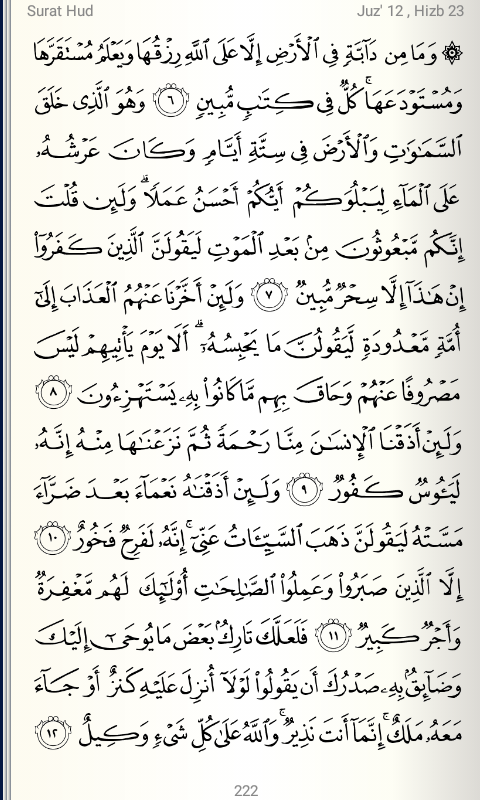 Surat Hud
Juz' 12 , Hizb 23
۞ وَمَا مِن دَآبَّةٍ فِى ٱلْأَرْضِ إِلَّا عَلَى ٱللَّهِ رِزْقُهَا وَيَعْلَمُ مُسْتَقَرَّهَا
وَمُسْتَوْدَعَهَا ۚ كُلٌّ فِى كِتَـٰبٍ مُّبِينٍ ٦ وَهُوَ ٱلَّذِى خَلَقَ
ٱلسَّمَـٰوَٰتِ وَٱلْأَرْضَ فِى سِتَّةِ أَيَّامٍ وَكَانَ عَرْشُهُۥ
عَلَى ٱلْمَآءِ لِيَبْلُوَكُمْ أَيُّكُمْ أَحْسَنُ عَمَلًا ۗ وَلَئِن قُلْتَ
إِنَّكُم مَّبْعُوثُونَ مِنۢ بَعْدِ ٱلْمَوْتِ لَيَقُولَنَّ ٱلَّذِينَ كَفَرُوٓا۟
إِنْ هَـٰذَآ إِلَّا سِحْرٌ مُّبِينٌ ٧ وَلَئِنْ أَخَّرْنَا عَنْهُمُ ٱلْعَذَابَ إِلَىٰٓ
أُمَّةٍ مَّعْدُودَةٍ لَّيَقُولُنَّ مَا يَحْبِسُهُۥٓ ۗ أَلَا يَوْمَ يَأْتِيهِمْ لَيْسَ
مَصْرُوفًا عَنْهُمْ وَحَاقَ بِهِم مَّا كَانُوا۟ بِهِۦ يَسْتَهْزِءُونَ ٨
وَلَئِنْ أَذَقْنَا ٱلْإِنسَـٰنَ مِنَّا رَحْمَةً ثُمَّ نَزَعْنَـٰهَا مِنْهُ إِنَّهُۥ
لَيَـُٔوسٌ كَفُورٌ ٩ وَلَئِنْ أَذَقْنَـٰهُ نَعْمَآءَ بَعْدَ ضَرَّآءَ
مَسَّتْهُ لَيَقُولَنَّ ذَهَبَ ٱلسَّيِّـَٔاتُ عَنِّىٓ ۚ إِنَّهُۥ لَفَرِحٌ فَخُورٌ ١٠
إِلَّا ٱلَّذِينَ صَبَرُوا۟ وَعَمِلُوا۟ ٱلصَّـٰلِحَـٰتِ أُو۟لَـٰٓئِكَ لَهُم مَّغْفِرَةٌ
وَأَجْرٌ كَبِيرٌ ١١ فَلَعَلَّكَ تَارِكٌۢ بَعْضَ مَا يُوحَىٰٓ إِلَيْكَ
وَضَآئِقٌۢ بِهِۦ صَدْرُكَ أَن يَقُولُوا۟ لَوْلَآ أُنزِلَ عَلَيْهِ كَنزٌ أَوْ جَآءَ
مَعَهُۥ مَلَكٌ ۚ إِنَّمَآ أَنتَ نَذِيرٌ ۚ وَٱللَّهُ عَلَىٰ كُلِّ شَىْءٍ وَكِيلٌ ١٢
222